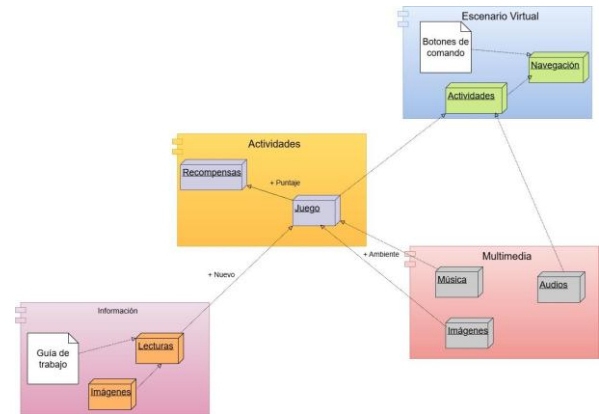 Escenario Virtual
Botones de
comando
Navegación
Actividades
Actividades
Recompensas
+ Puntaje
Juego
+ Nuevo
+ Ambiente
Multimedia
Música
Audios
Imágenes
Información
Guía de
trabajo
Lecturas
Imágenes